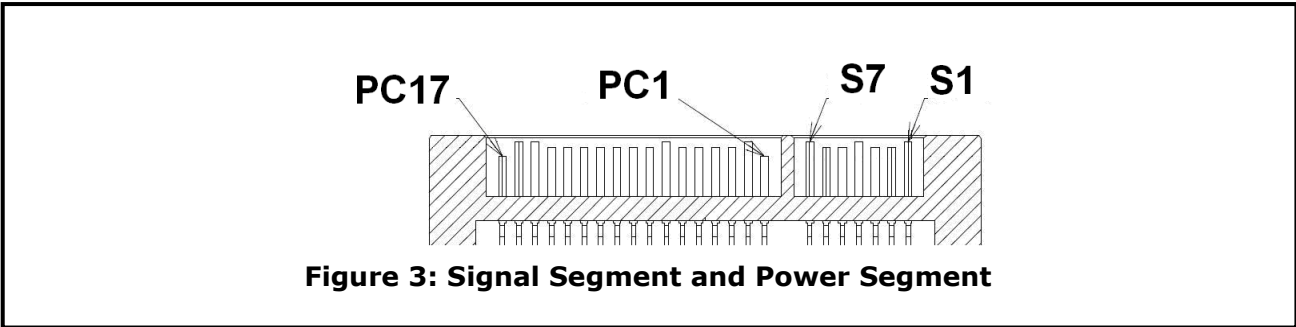 PC17 PC1 S7 S1
Figure 3: Signal Segment and Power Segment